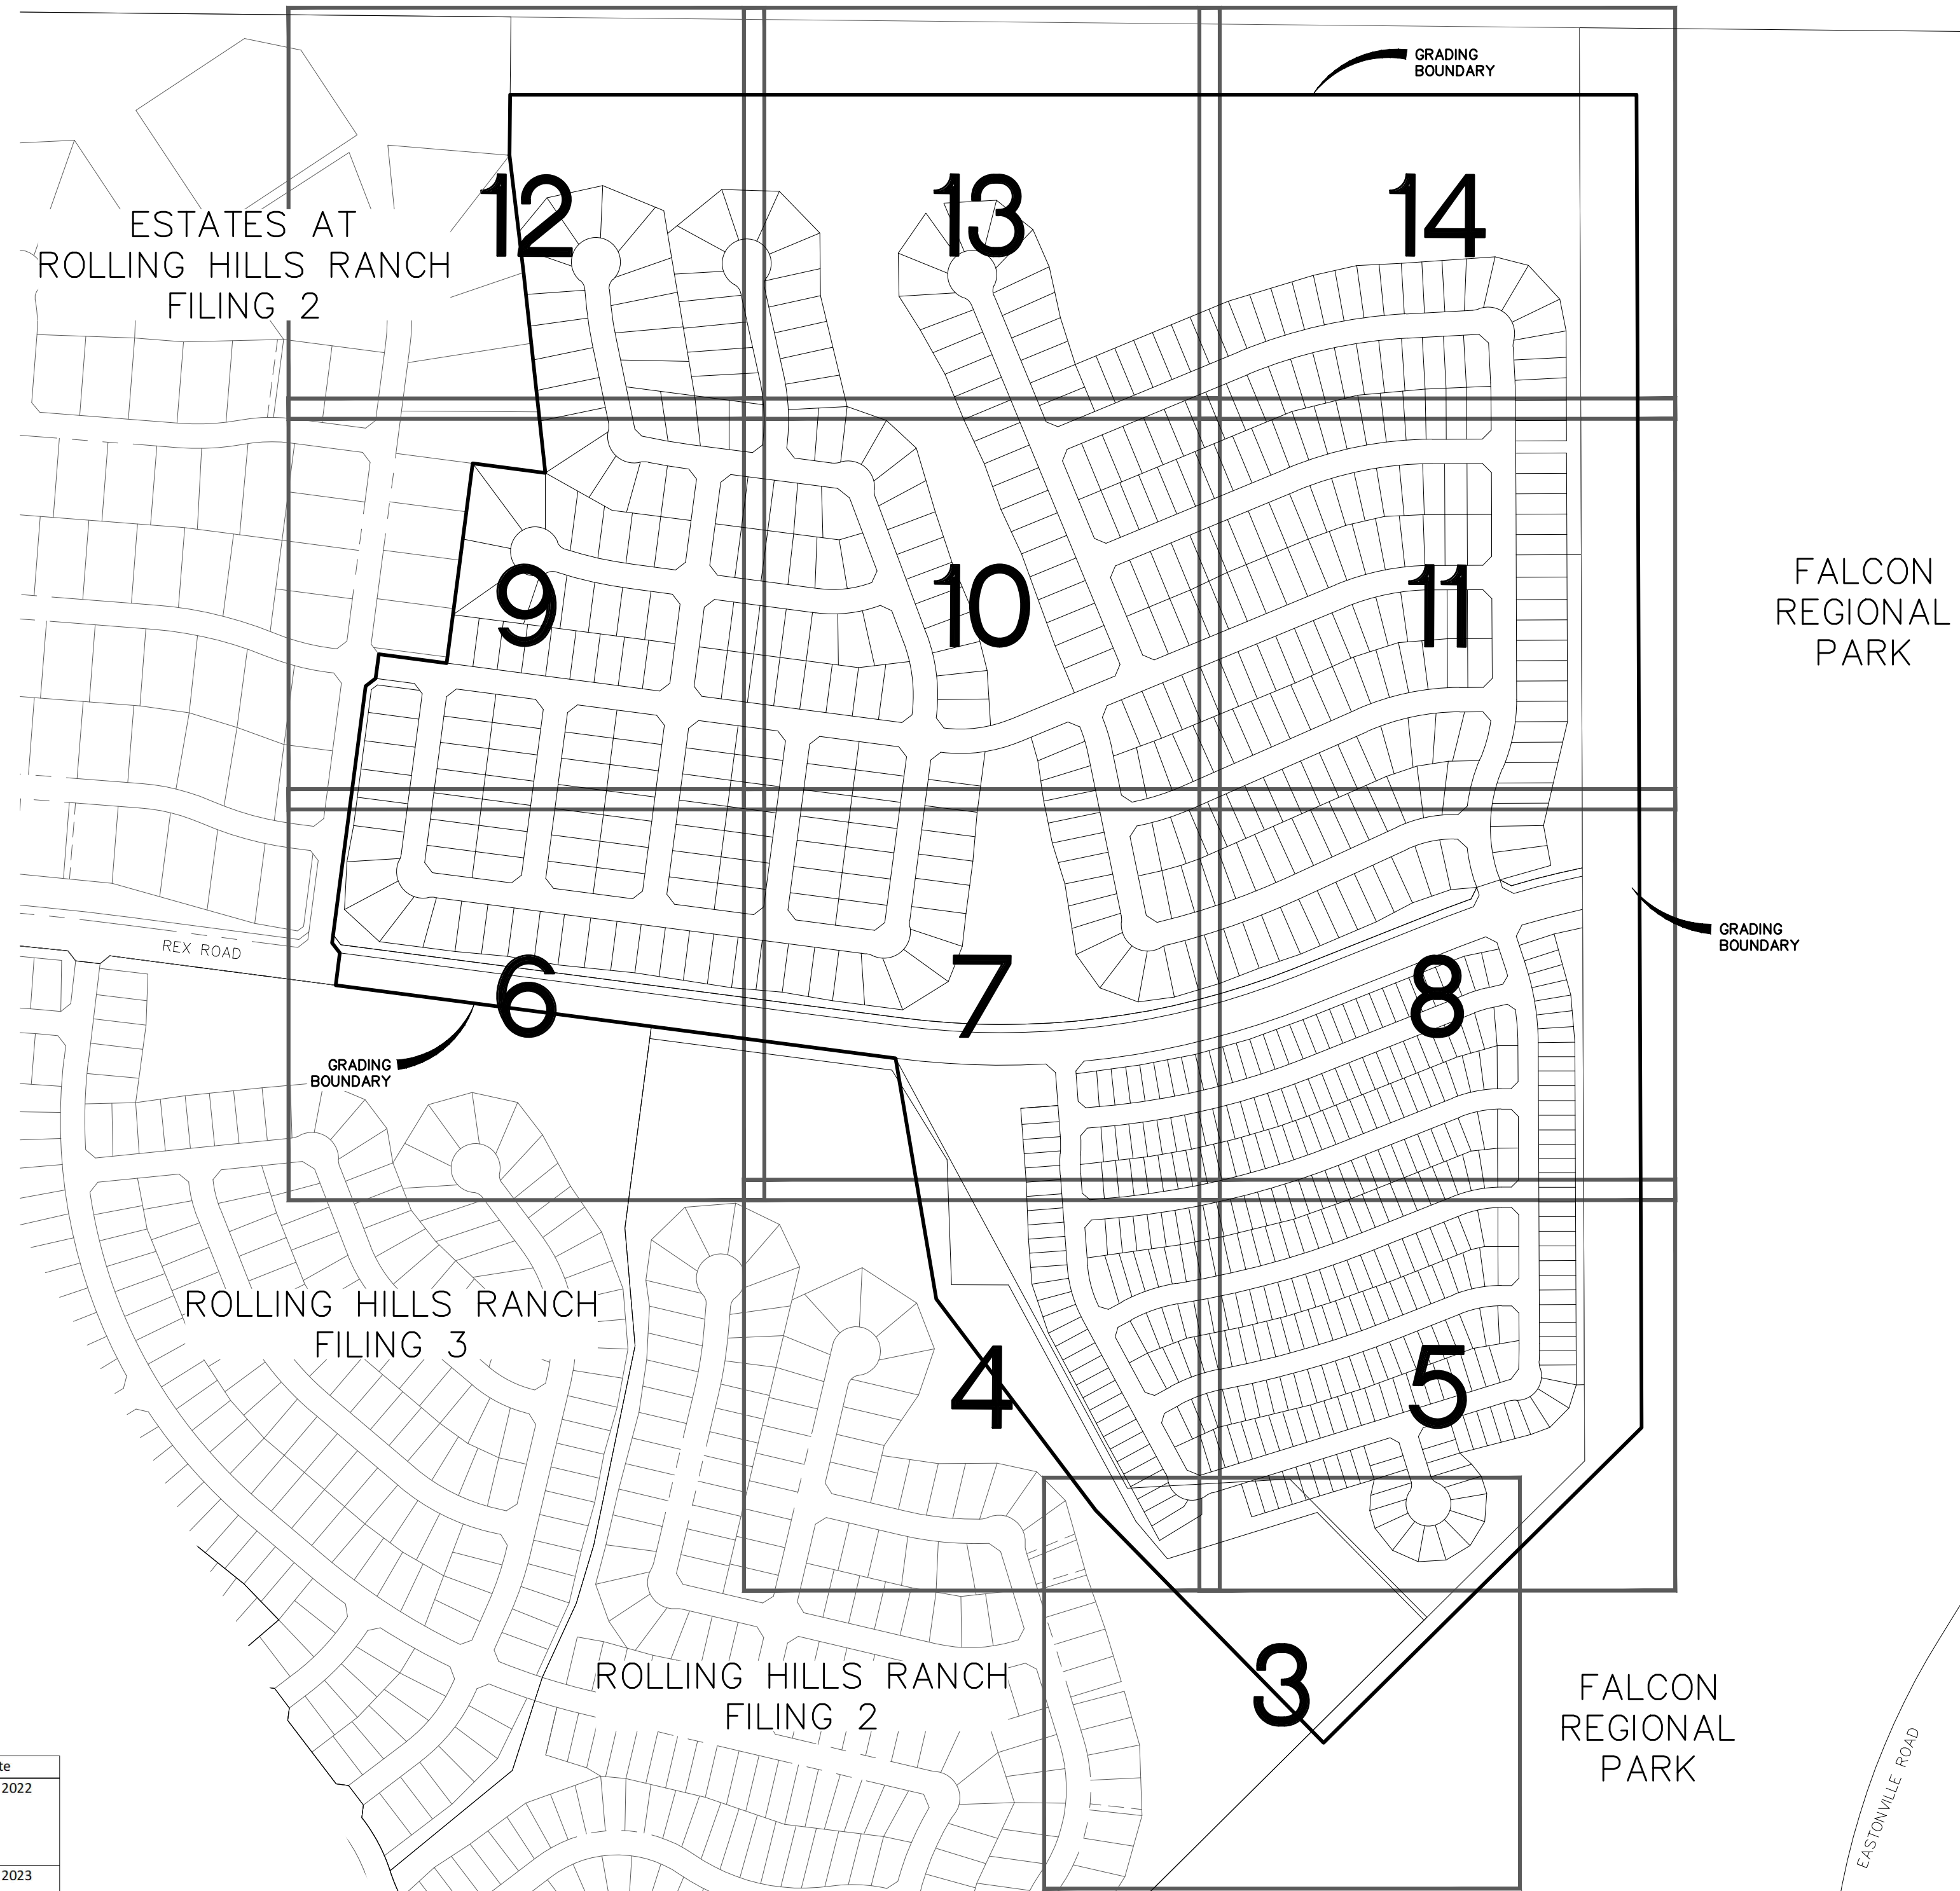 GRADING
BOUNDARY
12
13
14
ESTATES AT
ROLLING HILLS RANCH
FILING 2
FALCON
REGIONAL
PARK
9
10
11
GRADING
BOUNDARY
REX ROAD
6
7
8
GRADING
BOUNDARY
ROLLING HILLS RANCH
FILING 3
4
5
ROLLING HILLS RANCH
FILING 2
3
FALCON
REGIONAL
PARK
EASTONVILLE ROAD
te
2022
2023